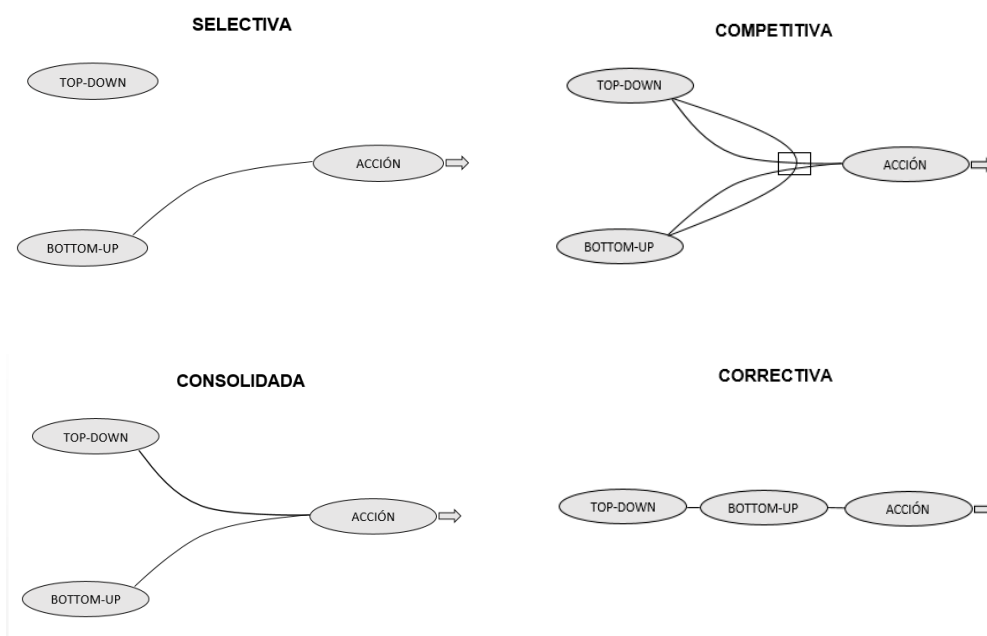 SELECTIVA
TOP-DOWN
ACCIÓN
BOTTOM-UP
COMPETITIVA
TOP-DOWN
ACCIÓN
BOTTOM-UP
CONSOLIDADA
TOP-DOWN
ACCIÓN
BOTTOM-UP
CORRECTIVA
TOP-DOWN
BOTTOM-UP
ACCIÓN